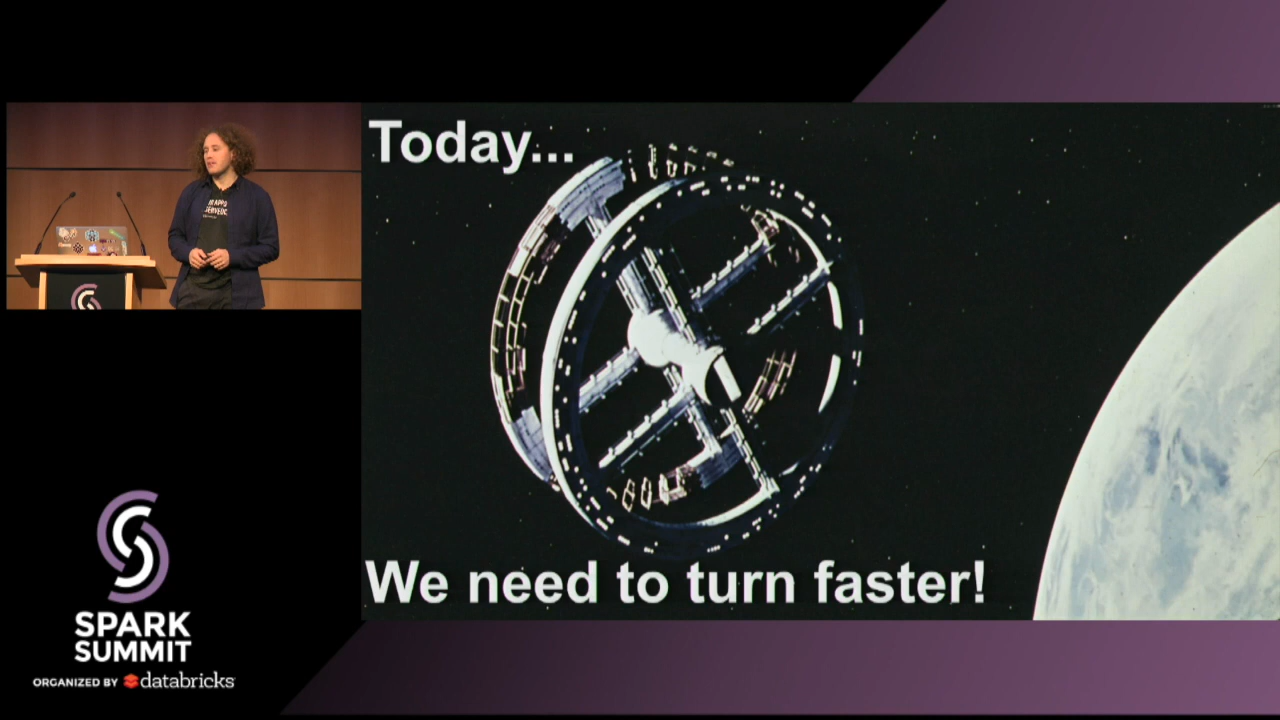 Today...
We need to turn faster!
SPARK
SUMMIT
ORGANIZED BY databricks